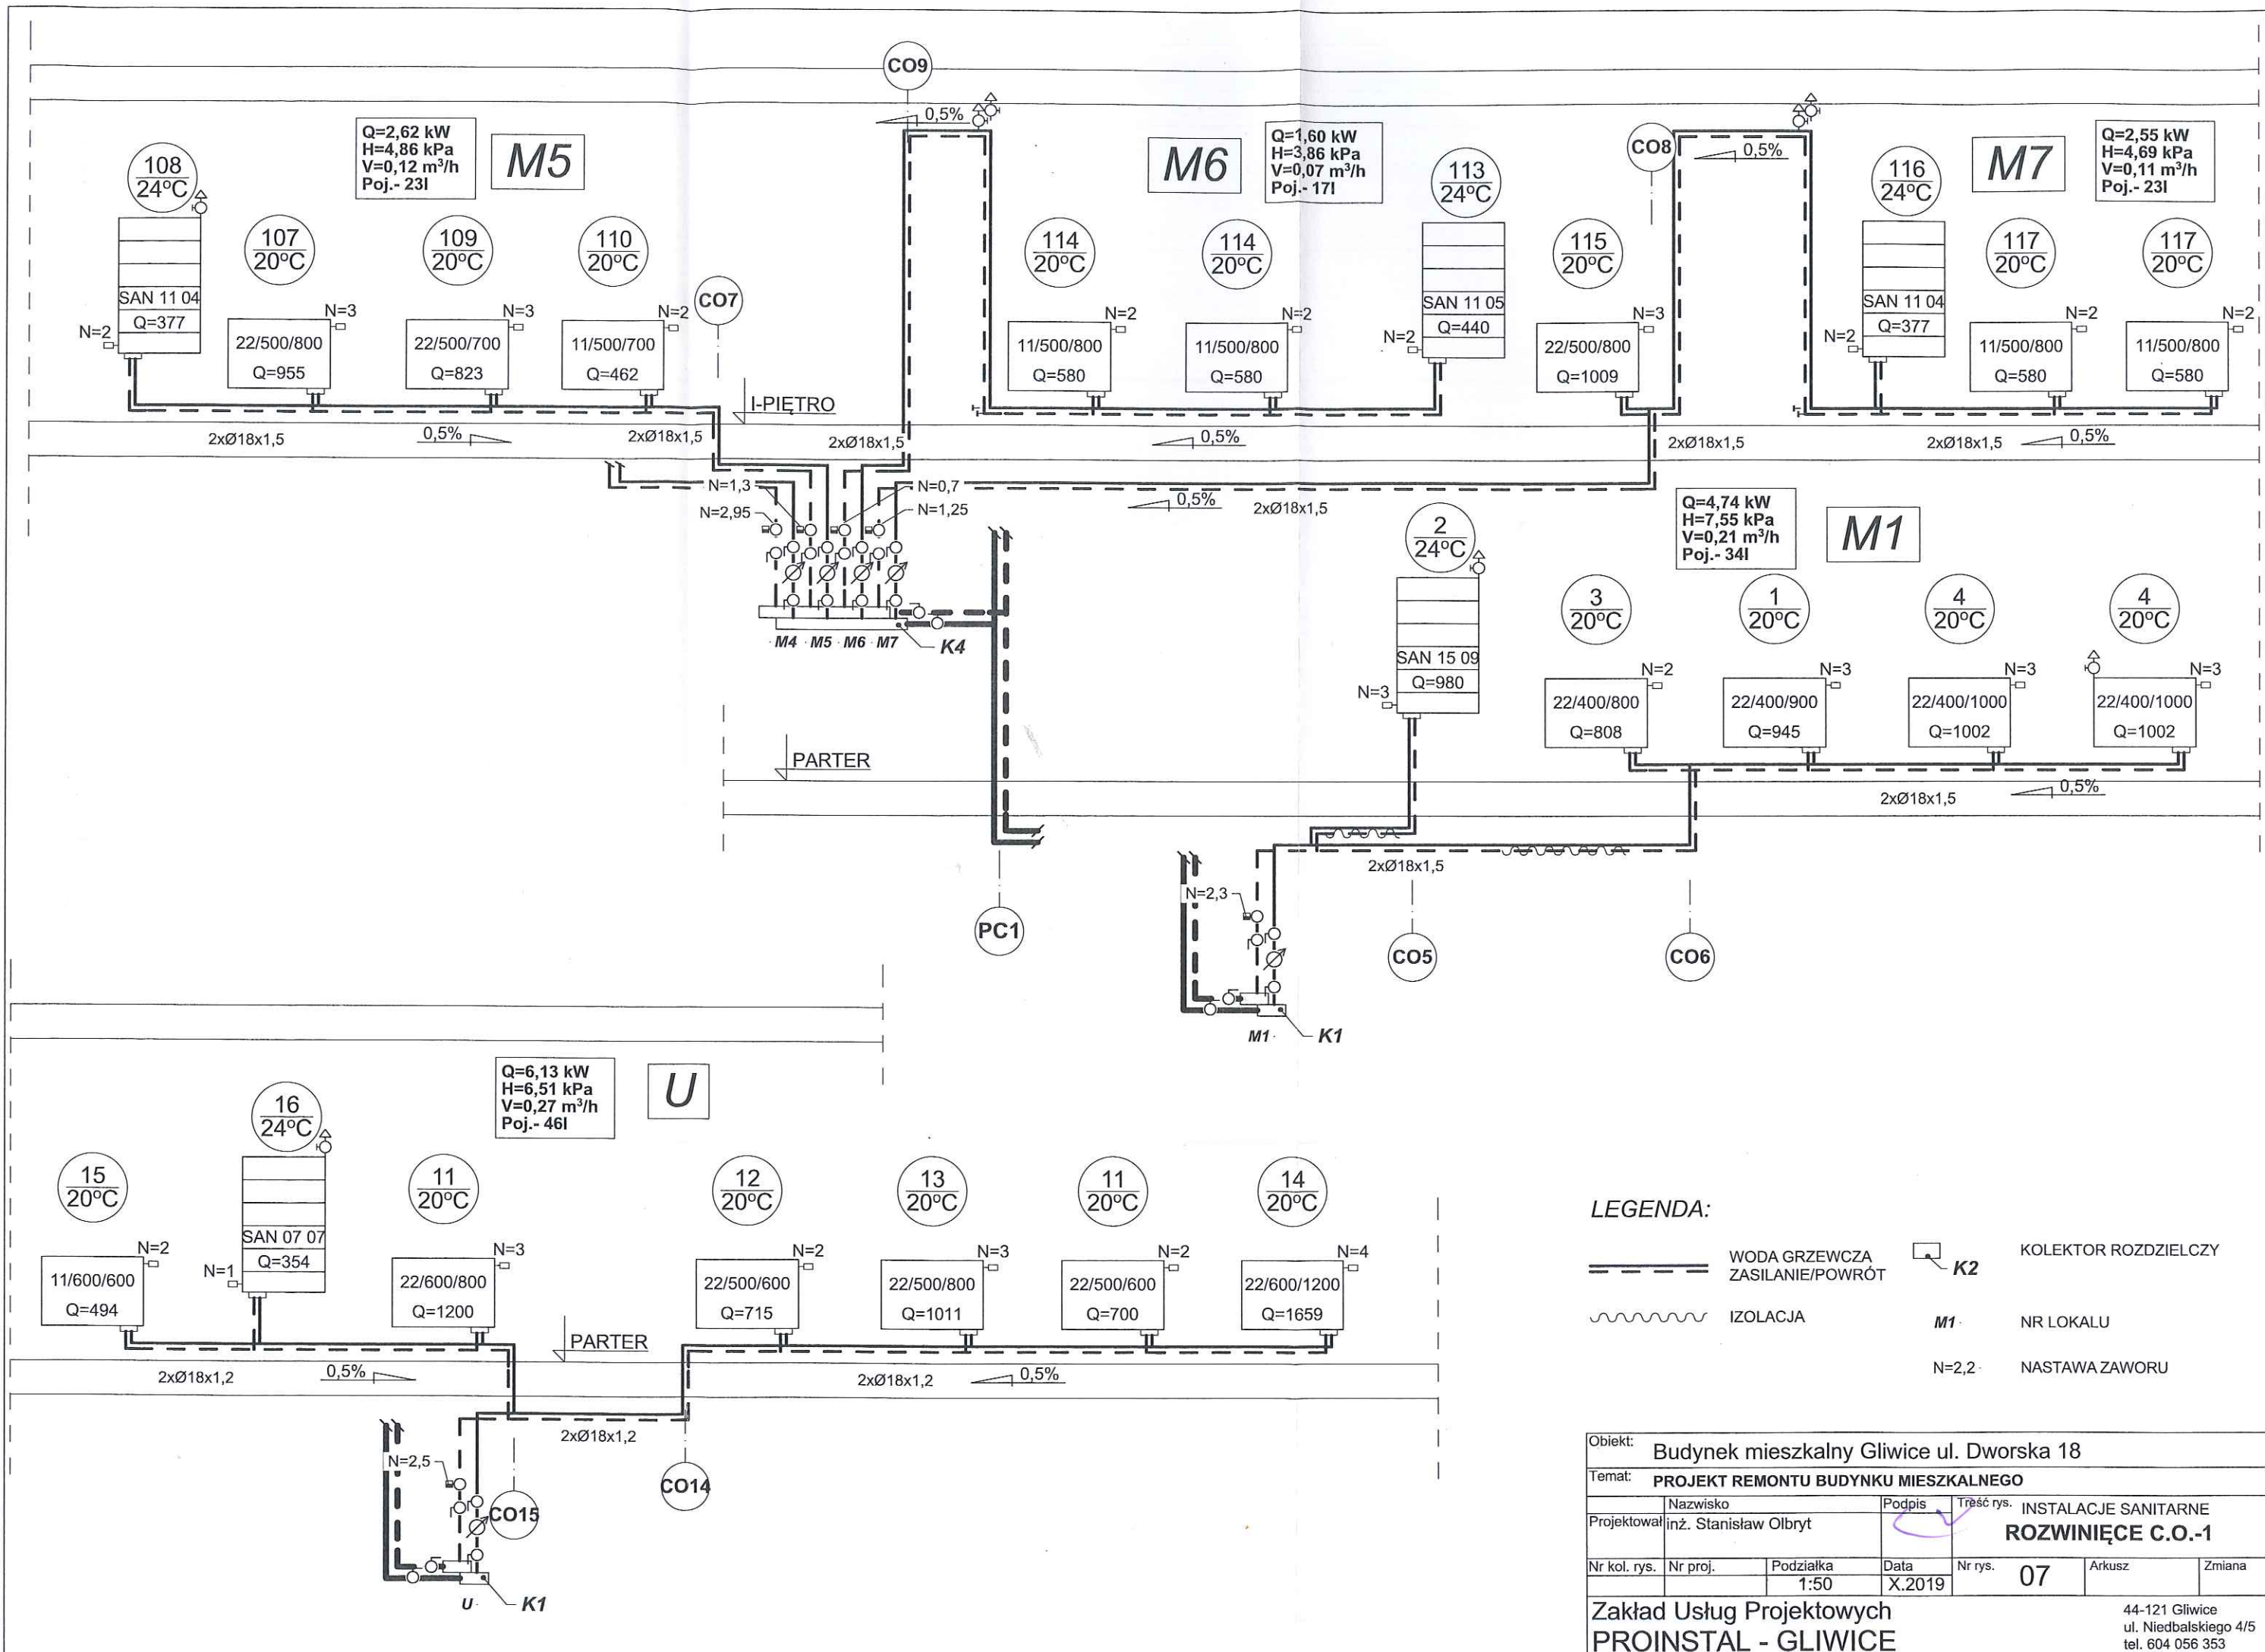 CO9
0,5%
Q=2,62 kW
H=4,86 kPa
V=0,12 m³/h
Poj.- 23l
M5
M6
Q=1,60 kW
H=3,86 kPa
V=0,07 m³/h
Poj.- 17l
CO8
0,5%
M7
Q=2,55 kW
H=4,69 kPa
V=0,11 m³/h
Poj.- 23l
108
24°C
SAN 11 04
Q=377
N=2
107
20°C
N=3
22/500/800
Q=955
109
20°C
N=3
22/500/700
Q=823
110
20°C
N=2
11/500/700
Q=462
CO7
114
20°C
N=2
11/500/800
Q=580
114
20°C
N=2
11/500/800
Q=580
113
24°C
SAN 11 05
Q=440
N=2
115
20°C
N=3
22/500/800
Q=1009
116
24°C
SAN 11 04
Q=377
N=2
117
20°C
N=2
11/500/800
Q=580
117
20°C
N=2
11/500/800
Q=580
I-PIĘTRO
2xØ18x1,5
0,5%
2xØ18x1,5
2xØ18x1,5
0,5%
2xØ18x1,5
2xØ18x1,5
0,5%
N=1,3
N=2,95
N=0,7
N=1,25
0,5%
2xØ18x1,5
M4 M5 M6 M7
K4
Q=4,74 kW
H=7,55 kPa
V=0,21 m³/h
Poj.- 34l
M1
2
24°C
SAN 15 09
Q=980
N=3
3
20°C
N=2
22/400/800
Q=808
1
20°C
N=3
22/400/900
Q=945
4
20°C
N=3
22/400/1000
Q=1002
4
20°C
N=3
22/400/1000
Q=1002
PARTER
2xØ18x1,5
0,5%
2xØ18x1,5
N=2,3
PC1
CO5
CO6
M1
K1
Q=6,13 kW
H=6,51 kPa
V=0,27 m³/h
Poj.- 46l
U
15
20°C
N=2
11/600/600
Q=494
16
24°C
SAN 07 07
Q=354
N=1
11
20°C
N=3
22/600/800
Q=1200
12
20°C
N=2
22/500/600
Q=715
13
20°C
N=3
22/500/800
Q=1011
11
20°C
N=2
22/500/600
Q=700
14
20°C
N=4
22/600/1200
Q=1659
PARTER
2xØ18x1,2
0,5%
2xØ18x1,2
0,5%
2xØ18x1,2
N=2,5
CO15
CO14
U
K1
LEGENDA:
WODA GRZEWCZA
ZASILANIE/POWRÓT
K2
KOLEKTOR ROZDZIELCZY
IZOLACJA
M1
NR LOKALU
N=2,2
NASTAWA ZAWORU
Obiekt: Budynek mieszkalny Gliwice ul. Dworska 18
Temat: PROJEKT REMONTU BUDYNKU MIESZKALNEGO
Nazwisko
Podpis
Treść rys. INSTALACJE SANITARNE
Projektował inż. Stanisław Olbryt
ROZWINIĘCE C.O.-1
Nr kol. rys. Nr proj. Podziałka Data Nr rys. 07 Arkusz Zmiana
1:50 X.2019
Zakład Usług Projektowych
PROINSTAL - GLIWICE
44-121 Gliwice
ul. Niedbalskiego 4/5
tel. 604 056 353